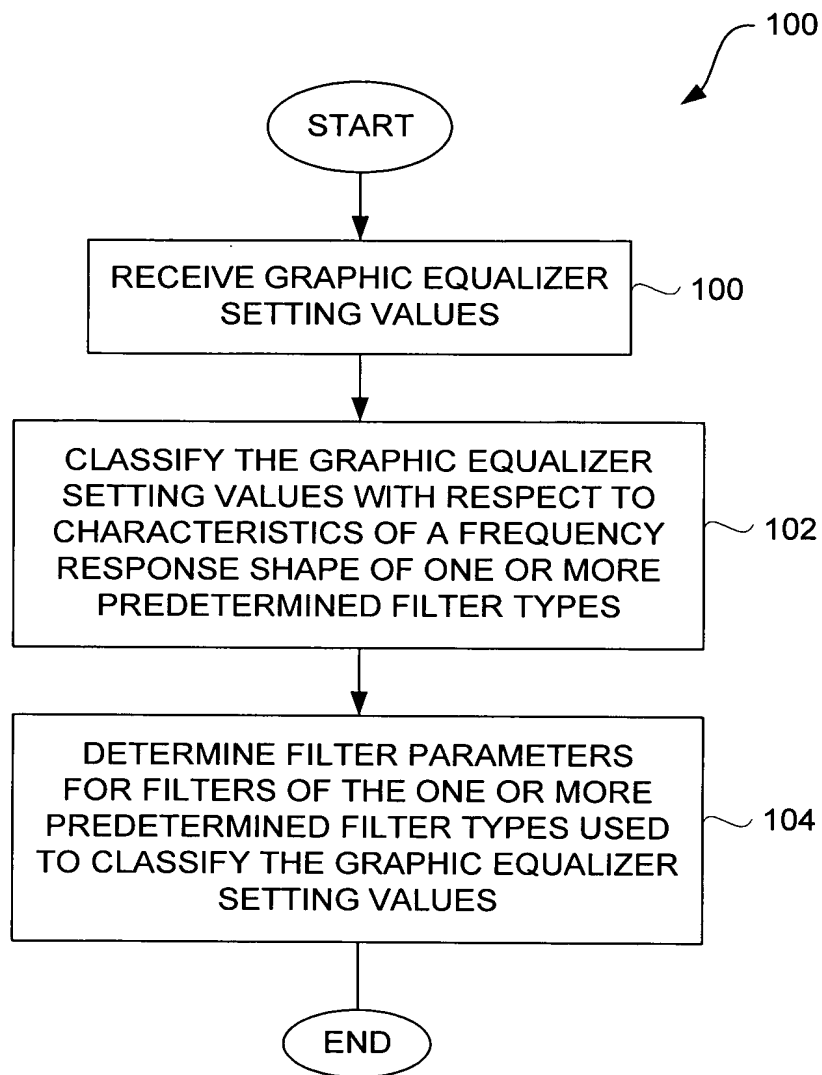 100
START
RECEIVE GRAPHIC EQUALIZER
SETTING VALUES
100
CLASSIFY THE GRAPHIC EQUALIZER
SETTING VALUES WITH RESPECT TO
CHARACTERISTICS OF A FREQUENCY
RESPONSE SHAPE OF ONE OR MORE
PREDETERMINED FILTER TYPES
102
DETERMINE FILTER PARAMETERS
FOR FILTERS OF THE ONE OR MORE
PREDETERMINED FILTER TYPES USED
TO CLASSIFY THE GRAPHIC EQUALIZER
SETTING VALUES
104
END